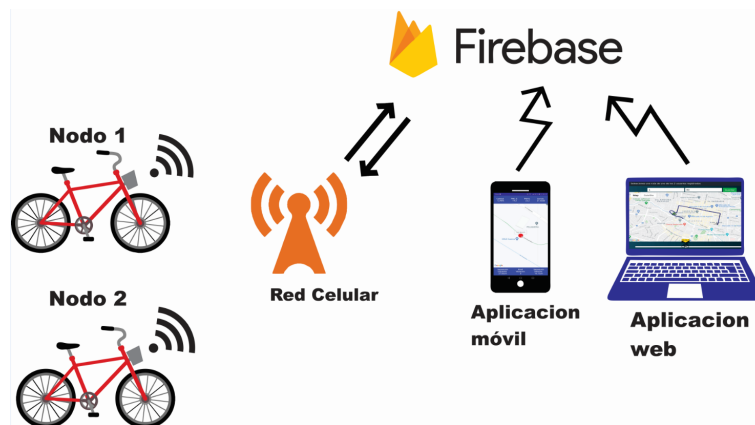 Firebase
Nodo 1
Nodo 2
Red Celular
Aplicacion
móvil
Aplicacion
web